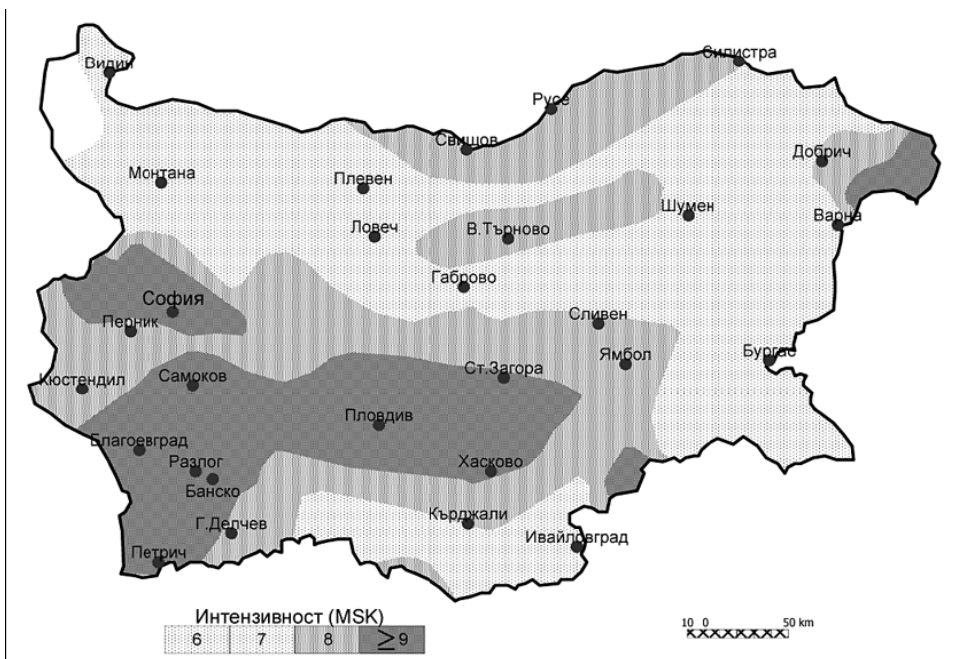 Силистра
Видин
Русе
Свищов
Добрич
Монтана
Плевен
Шумен
Варна
Ловеч
В.Търново
Габрово
София
Перник
Сливен
Бургас
Ямбол
Ст.Загора
Кюстендил
Самоков
Пловдив
Благоевград
Разлог
Хасково
Банско
Кърджали
Г.Делчев
Ивайловград
Петрич
Интензивност (MSK)
6 7 8 ≥9
10 0 50 km